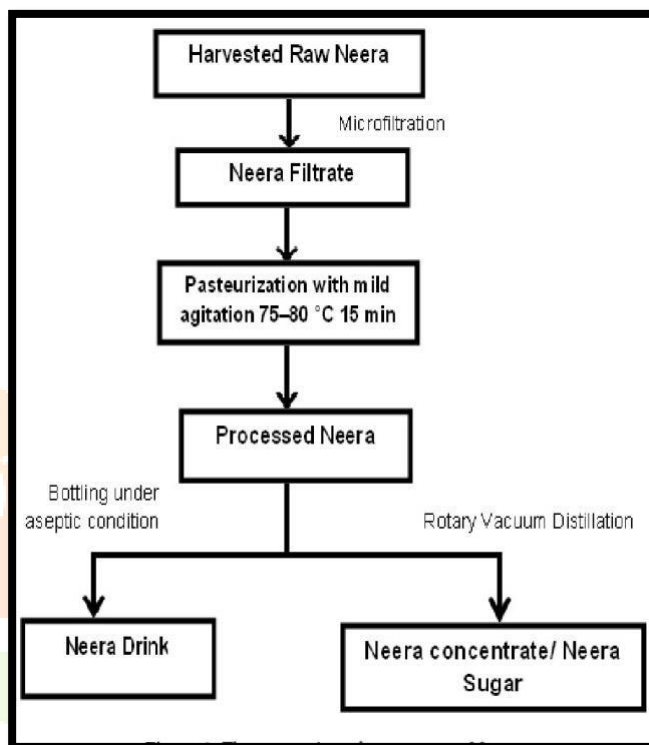 Harvested Raw Neera
Microfiltration
Neera Filtrate
Pasteurization with mild
agitation 75–80 °C 15 min
Processed Neera
Bottling under
aseptic condition
Rotary Vacuum Distillation
Neera Drink
Neera concentrate/ Neera
Sugar